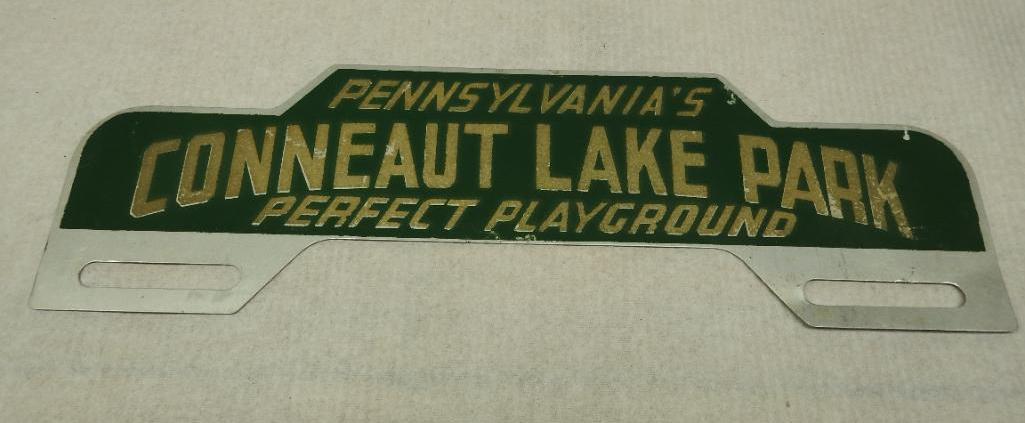 PENNSYLVANIA'S
CONNEAUT LAKE PARK
PERFECT PLAYGROUND